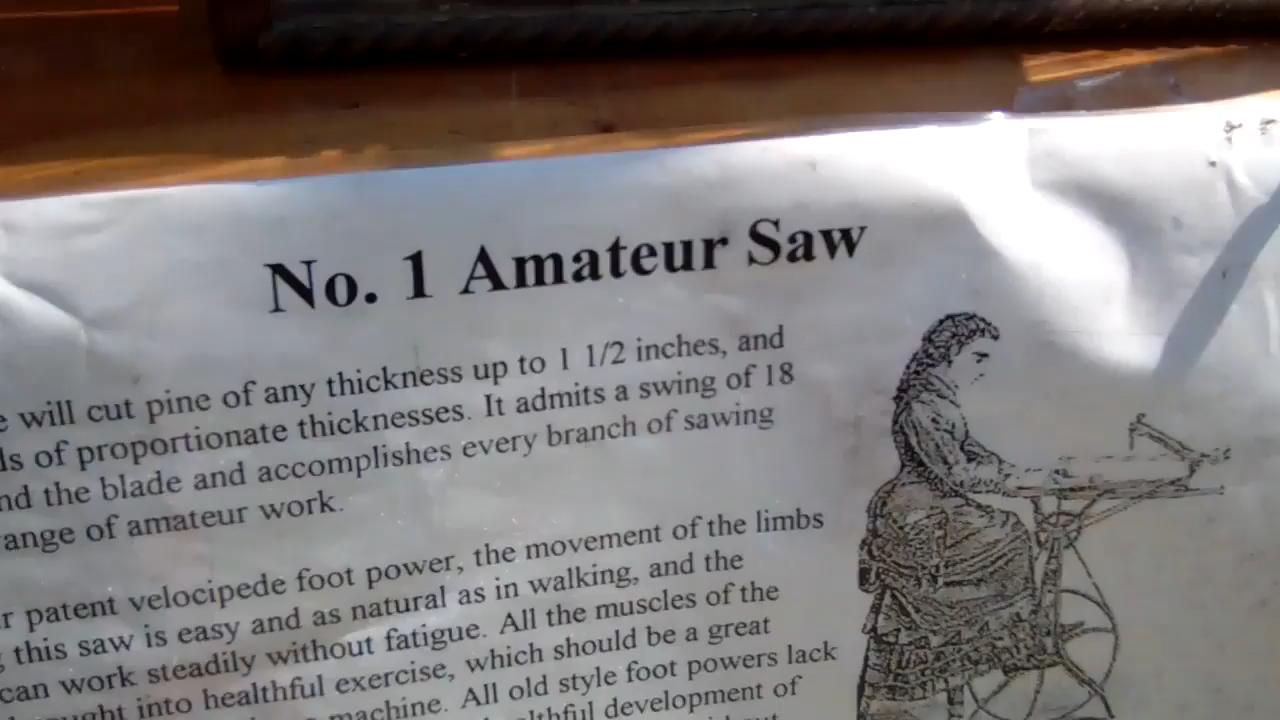 No. 1 Amateur Saw
will cut pine of any thickness up to 1 1/2 inches, and
of proportionate thicknesses. It admits a swing of 18
the blade and accomplishes every branch of sawing
of amateur work.
patent velocipede foot power, the movement of the limbs
this saw is easy and as natural as in walking, and the
can work steadily without fatigue. All the muscles of the
into healthful exercise, which should be a great
machine. All old style foot powers lack
development of